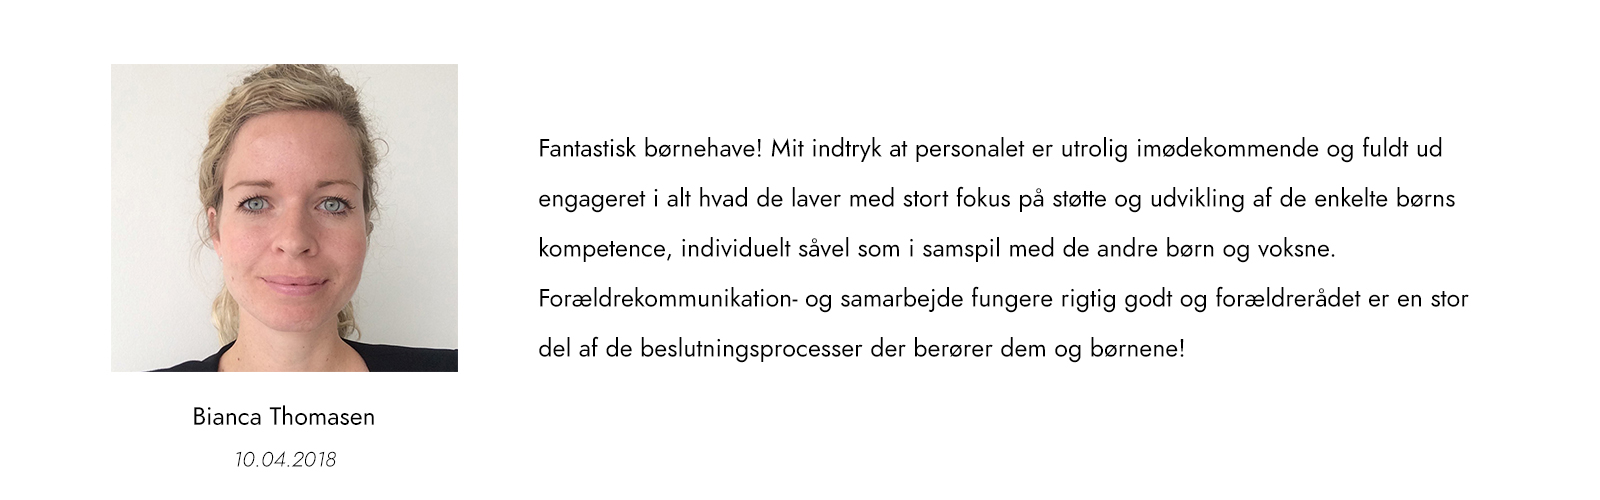 Fantastisk børnehave! Mit indtryk at personalet er utrolig imødekommende og fuldt ud
engageret i alt hvad de laver med stort fokus på støtte og udvikling af de enkelte børns
kompetence, individuelt såvel som i samspil med de andre børn og voksne.
Forældrekommunikation- og samarbejde fungere rigtig godt og forældrerådet er en stor
del af de beslutningsprocesser der berører dem og børnene!
Bianca Thomasen
10.04.2018